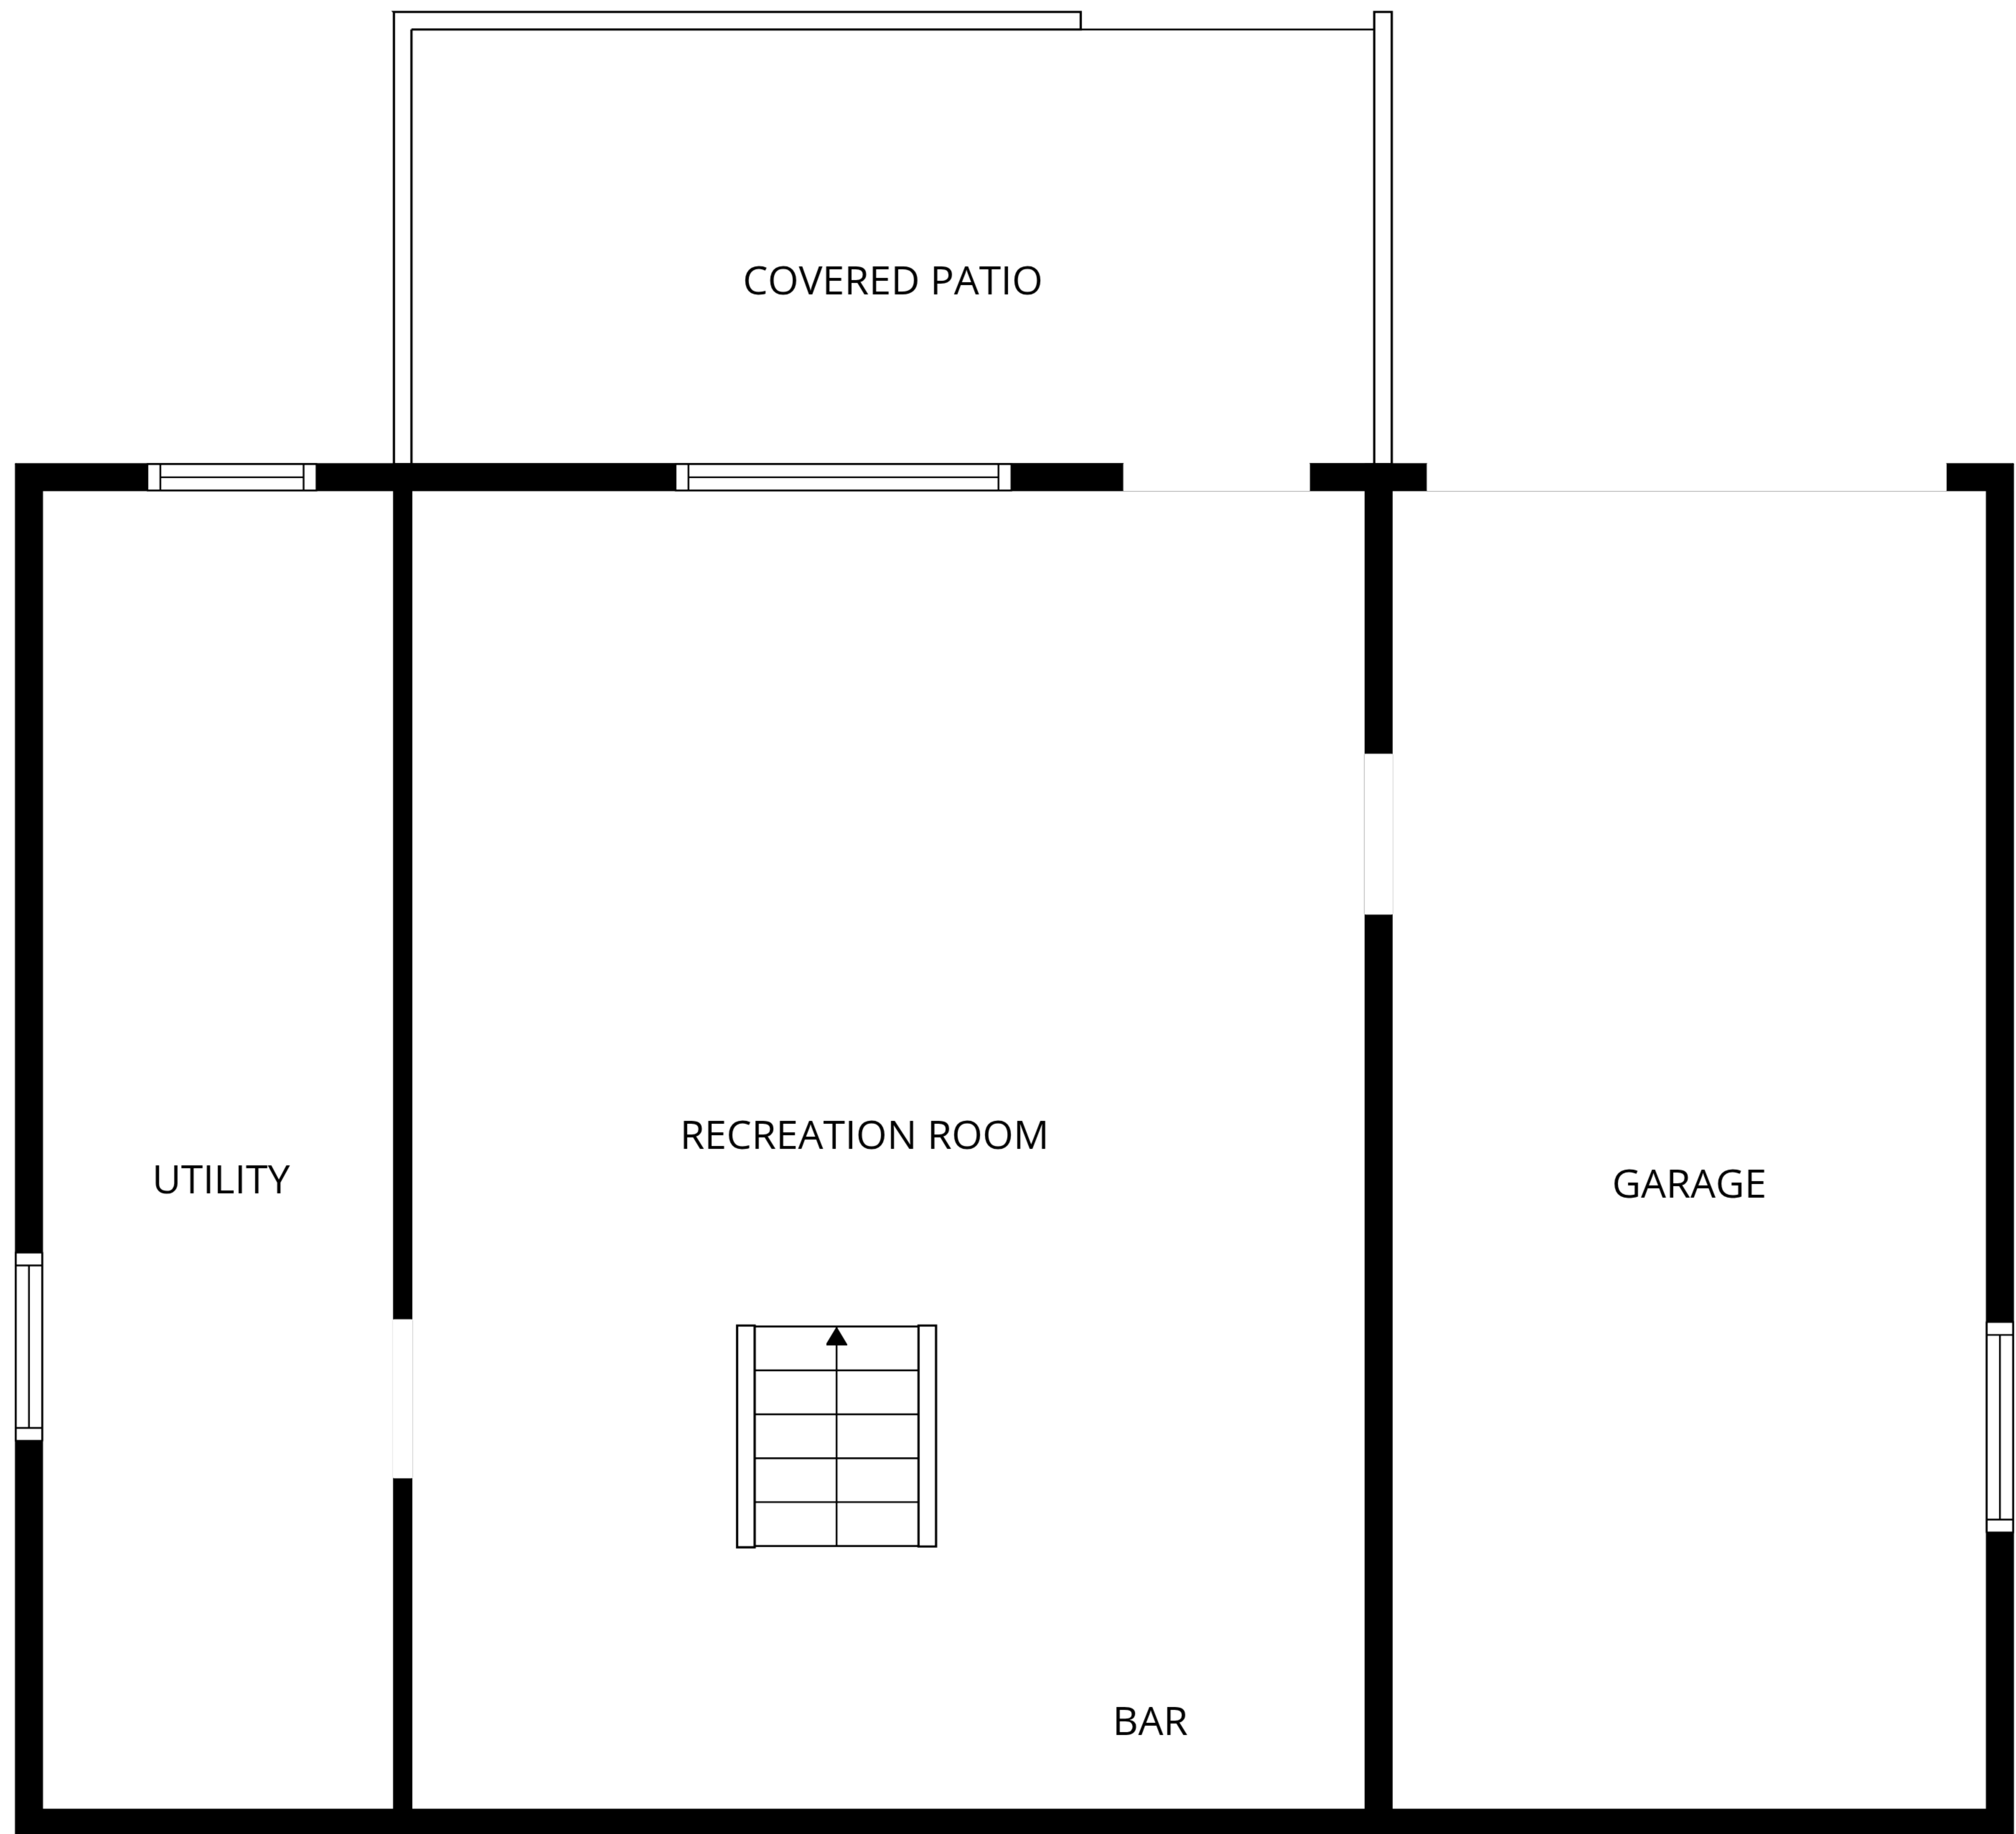 COVERED PATIO
RECREATION ROOM
UTILITY
GARAGE
BAR